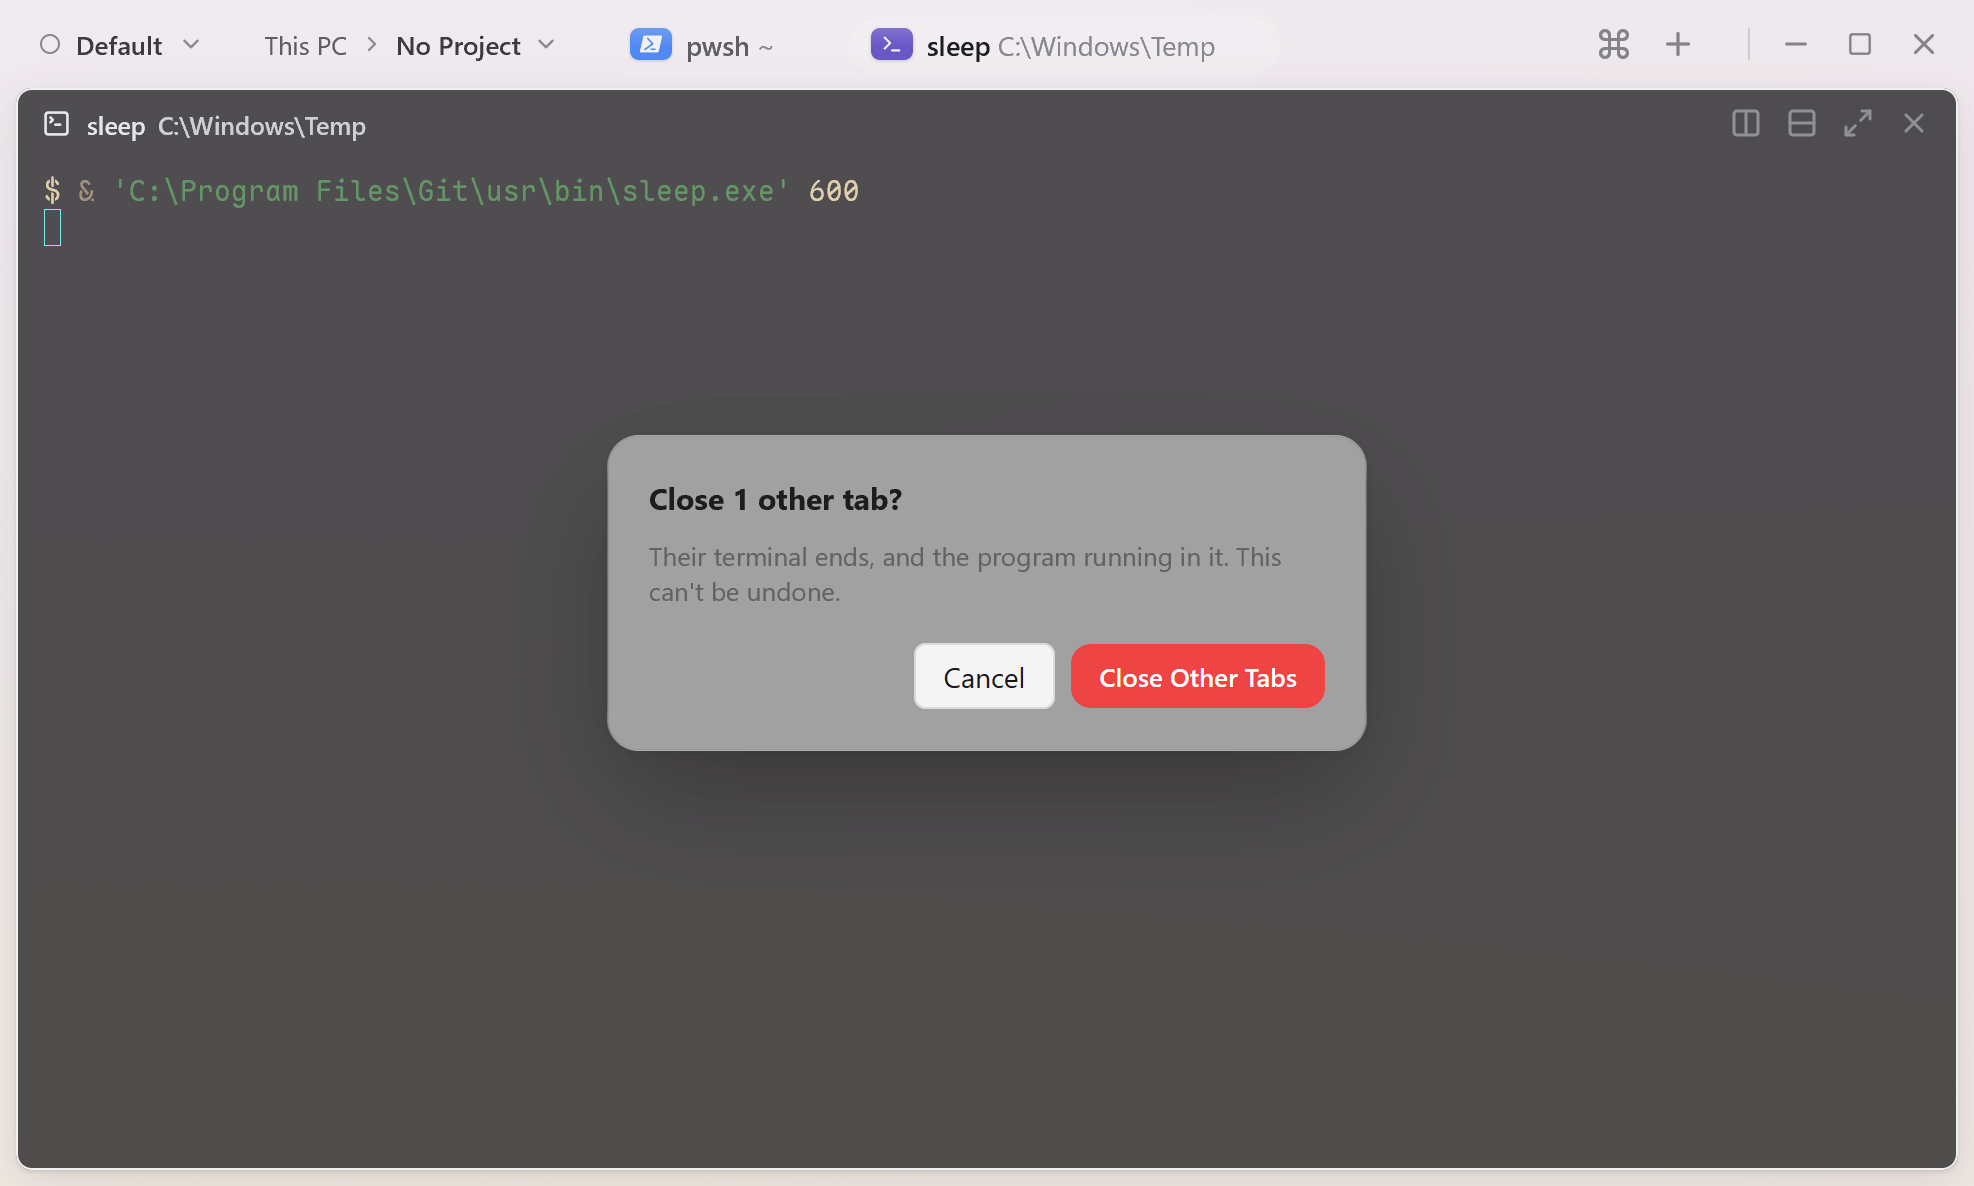 Default
This PC > No Project
pwsh ~
sleep C:\Windows\Temp
sleep C:\Windows\Temp
$ & 'C:\Program Files\Git\usr\bin\sleep.exe' 600
Close 1 other tab?
Their terminal ends, and the program running in it. This
can't be undone.
Cancel
Close Other Tabs